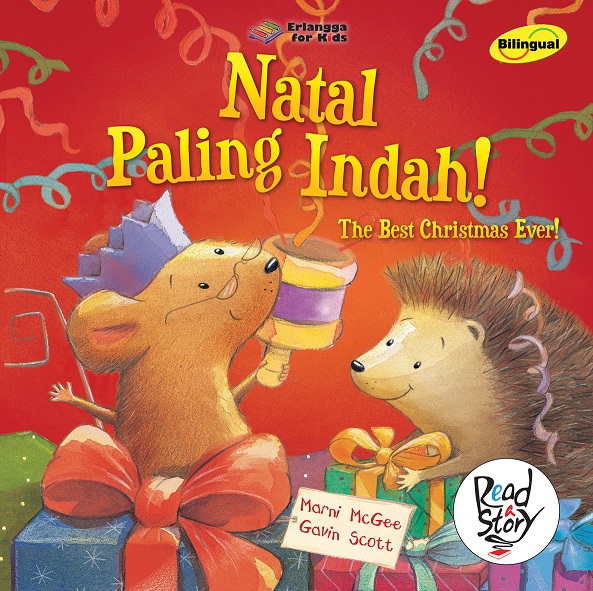 Erlangga
for Kids
Bilingual
Natal
Paling Indah!
The Best Christmas Ever!
Marni McGee
Gavin Scott
Read
a
Story